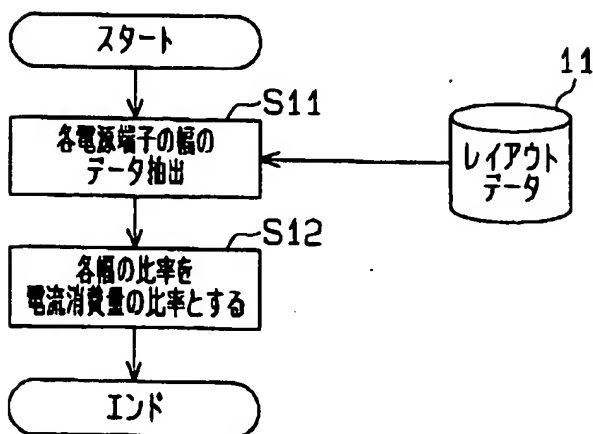 スタート
S11
11
各電源端子の幅の
データ抽出
レイアウト
データ
S12
各幅の比率を
電流消費量の比率とする
エンド